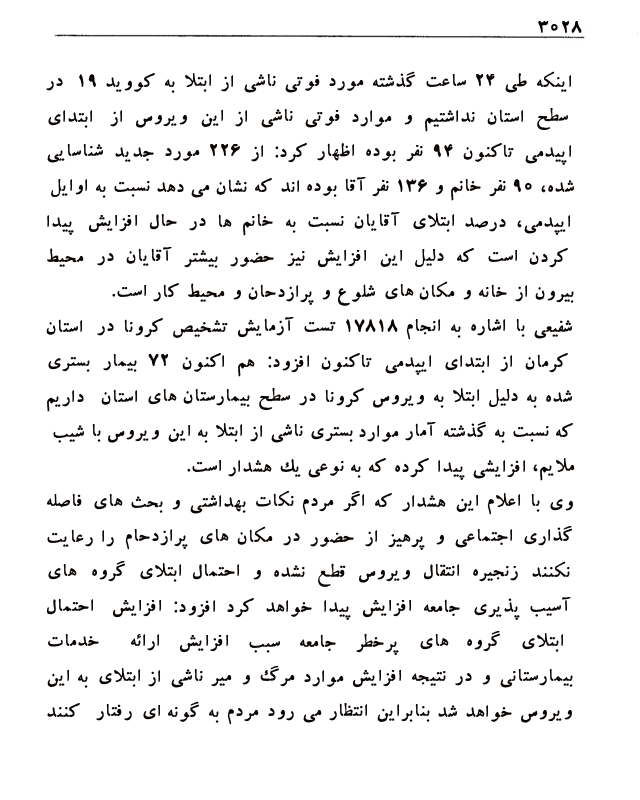 ۳۰۲۸
اینکه طی ۲۴ ساعت گذشته مورد فوتی ناشی از ابتلا به کووید ۱۹ در
سطح استان نداشتیم و موارد فوتی ناشی از این ویروس از ابتدای
اپیدمی تاکنون ۹۴ نفر بوده اظهار کرد: از ۲۲۶ مورد جدید شناسایی
شده، ۹۰ نفر خانم و ۱۳۶ نفر آقا بوده اند که نشان می دهد نسبت به اوایل
اپیدمی، درصد ابتلای آقایان نسبت به خانم ها در حال افزایش پیدا
کردن است که دلیل این افزایش نیز حضور بیشتر آقایان در محیط
بیرون از خانه و مکان های شلوغ و پرازدحان و محیط کار است.
شفیعی با اشاره به انجام ۱۷۸۱۸ تست آزمایش تشخیص کرونا در استان
کرمان از ابتدای اپیدمی تاکنون افزود: هم اکنون ۷۲ بیمار بستری
شده به دلیل ابتلا به ویروس کرونا در سطح بیمارستان های استان داریم
که نسبت به گذشته آمار موارد بستری ناشی از ابتلا به این ویروس با شیب
ملایم، افزایشی پیدا کرده که به نوعی یك هشدار است.
وی با اعلام این هشدار که اگر مردم نکات بهداشتی و بحث های فاصله
گذاری اجتماعی و پرهیز از حضور در مکان های پرازدحام را رعایت
نکنند زنجیره انتقال ویروس قطع نشده و احتمال ابتلای گروه های
آسیب پذیری جامعه افزایش پیدا خواهد کرد افزود: افزایش احتمال
ابتلای گروه های پرخطر جامعه سبب افزایش ارائه خدمات
بیمارستانی و در نتیجه افزایش موارد مرگ و میر ناشی از ابتلای به این
ویروس خواهد شد بنابراین انتظار می رود مردم به گونه ای رفتار کنند